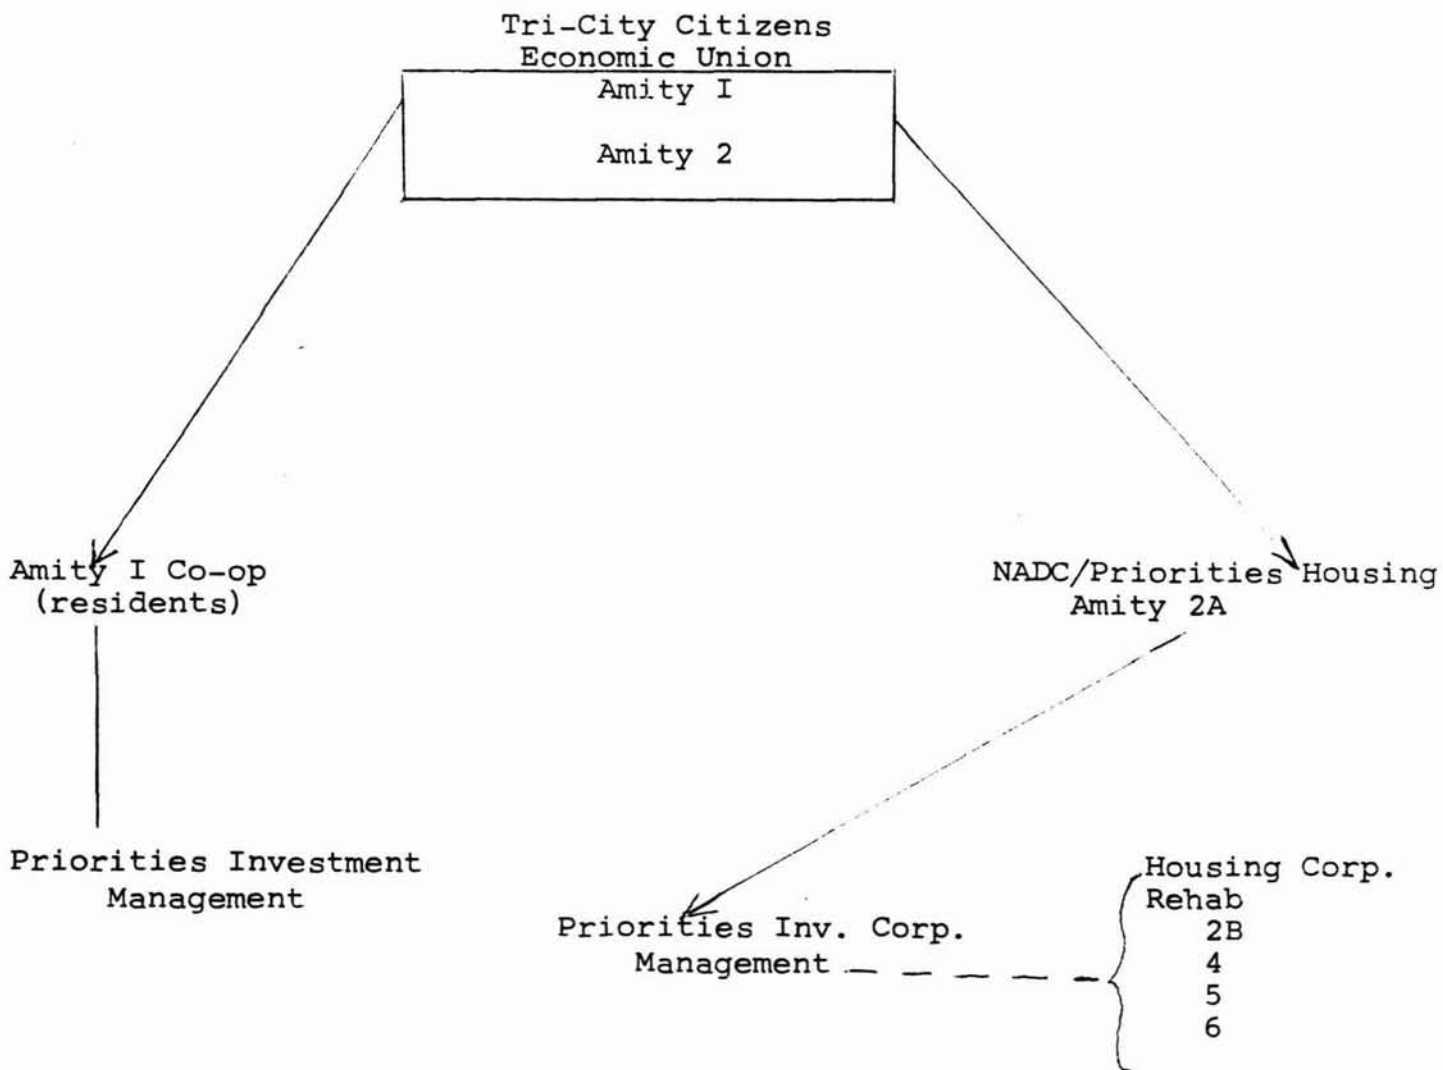 Tri-City Citizens
Economic Union
Amity I
Amity 2
Amity I Co-op
(residents)
NADC/Priorities Housing
Amity 2A
Priorities Investment
Management
Priorities Inv. Corp.
Management
Housing Corp.
Rehab
2B
4
5
6